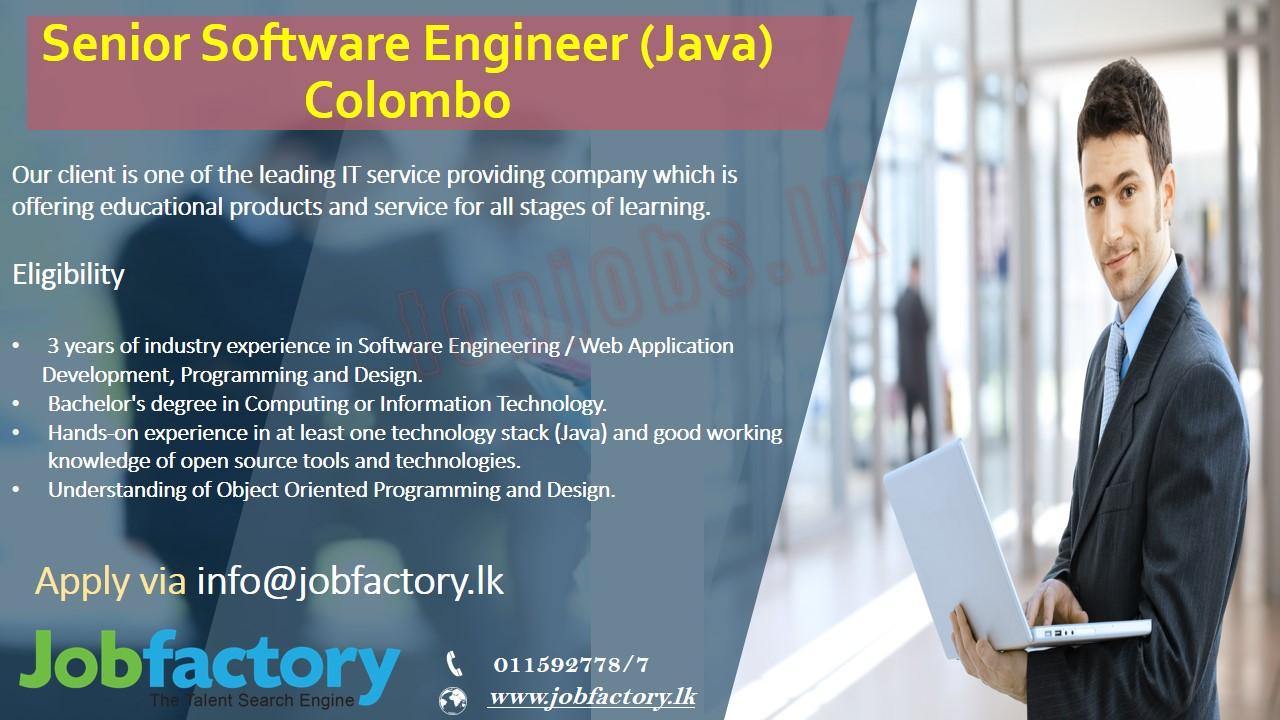 Senior Software Engineer (Java)
Colombo
Our client is one of the leading IT service providing company which is
offering educational products and service for all stages of learning.
topjobs.lk
Eligibility
• 3 years of industry experience in Software Engineering / Web Application
Development, Programming and Design.
• Bachelor's degree in Computing or Information Technology.
• Hands-on experience in at least one technology stack (Java) and good working
knowledge of open source tools and technologies.
• Understanding of Object Oriented Programming and Design.
Apply via info@jobfactory.lk
Jobfactory
The Talent Search Engine
011592778/7
www.jobfactory.lk